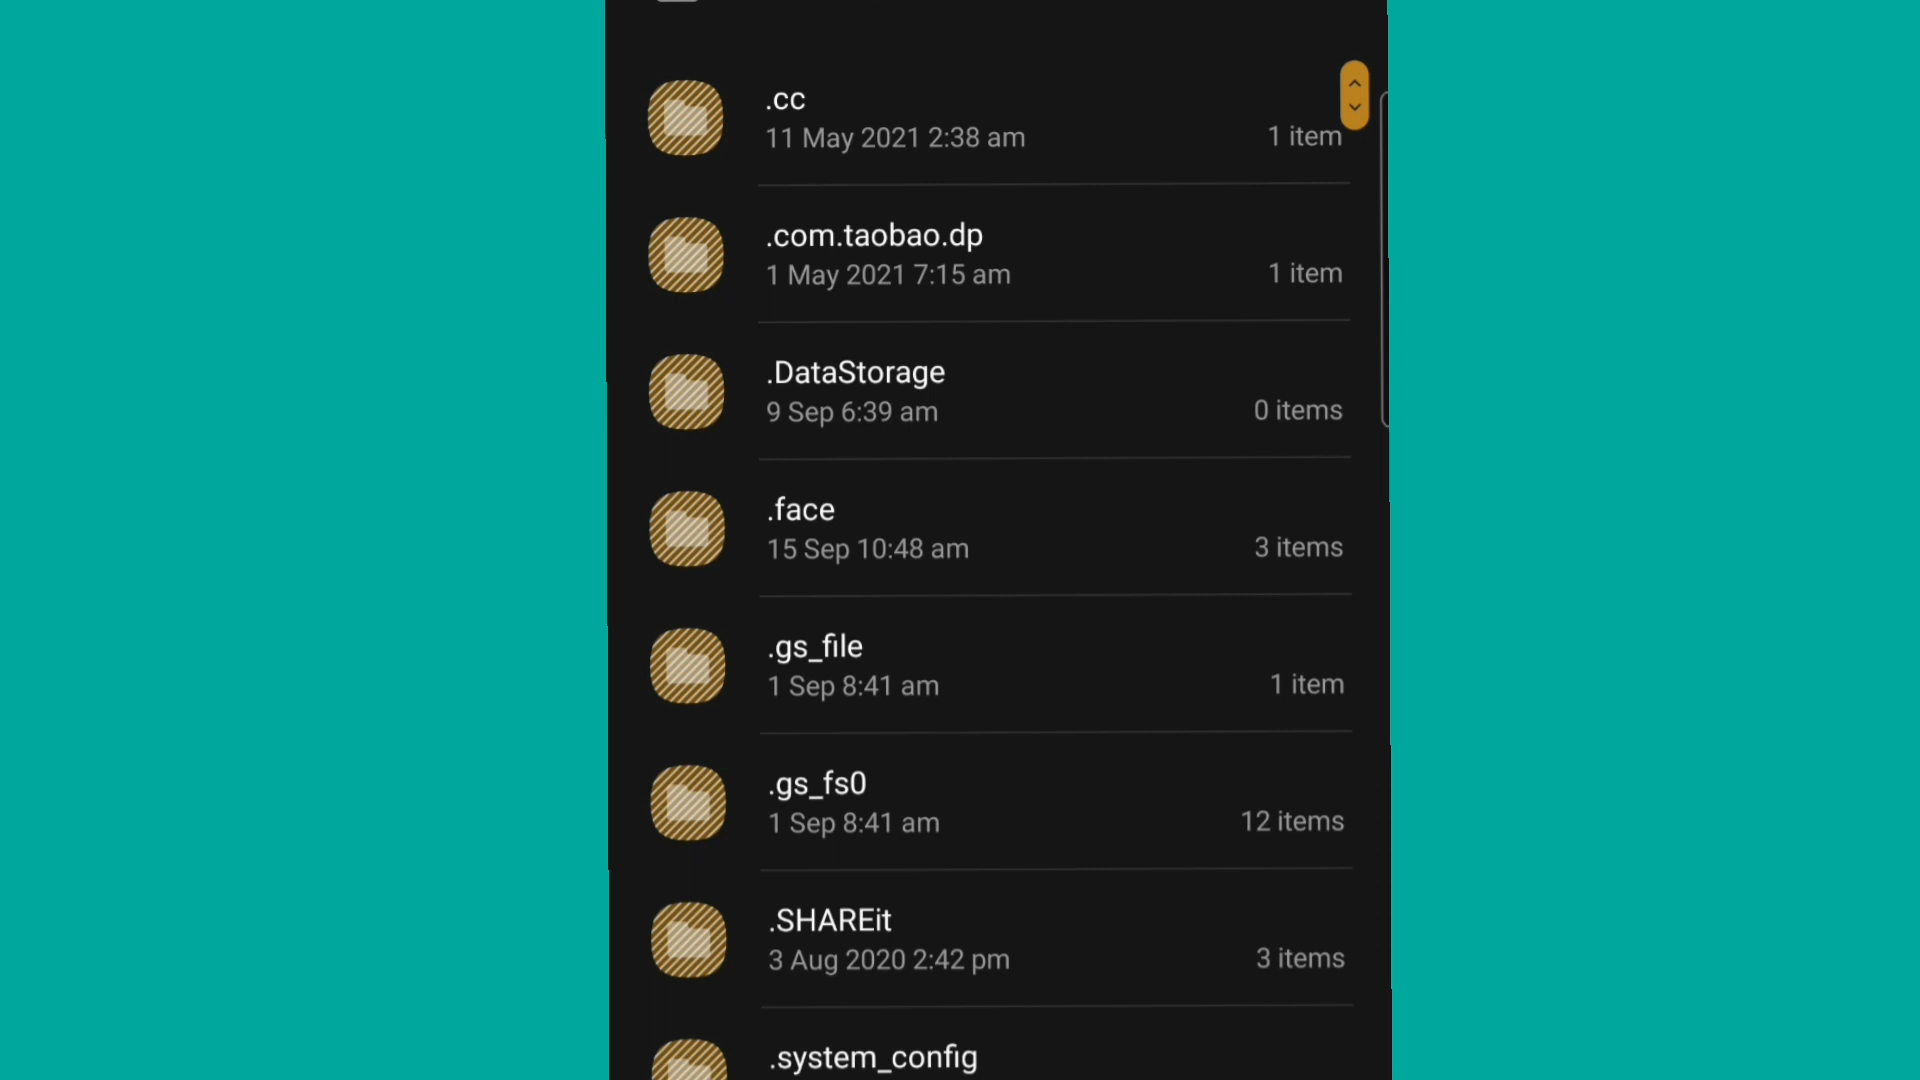 .cc
11 May 2021 2:38 am
1 item
.com.taobao.dp
1 May 2021 7:15 am
1 item
.DataStorage
9 Sep 6:39 am
0 items
.face
15 Sep 10:48 am
3 items
.gs_file
1 Sep 8:41 am
1 item
.gs_fs0
1 Sep 8:41 am
12 items
.SHAREit
3 Aug 2020 2:42 pm
3 items
.system_config